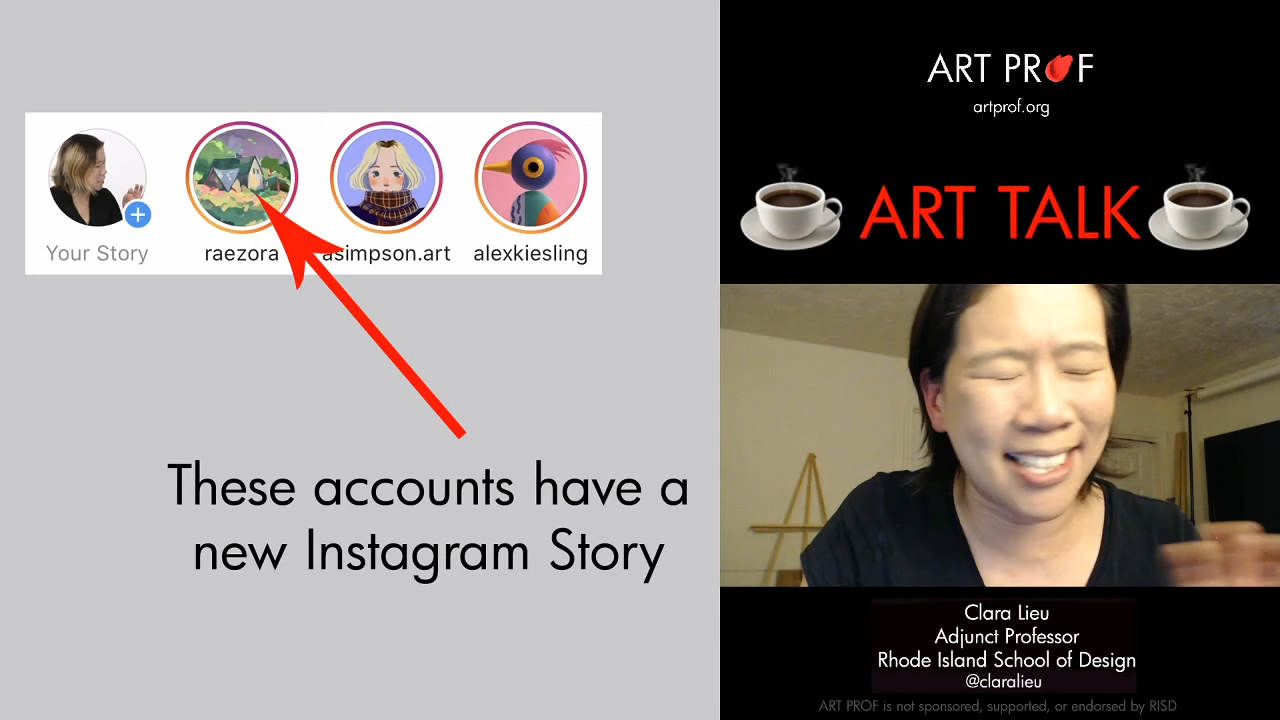 Your Story
raezora
asimpson.art
alexkiesling
These accounts have a
new Instagram Story
ART PROF
artprof.org
ART TALK
Clara Lieu
Adjunct Professor
Rhode Island School of Design
@claralieu
ART PROF is not sponsored, supported, or endorsed by RISD